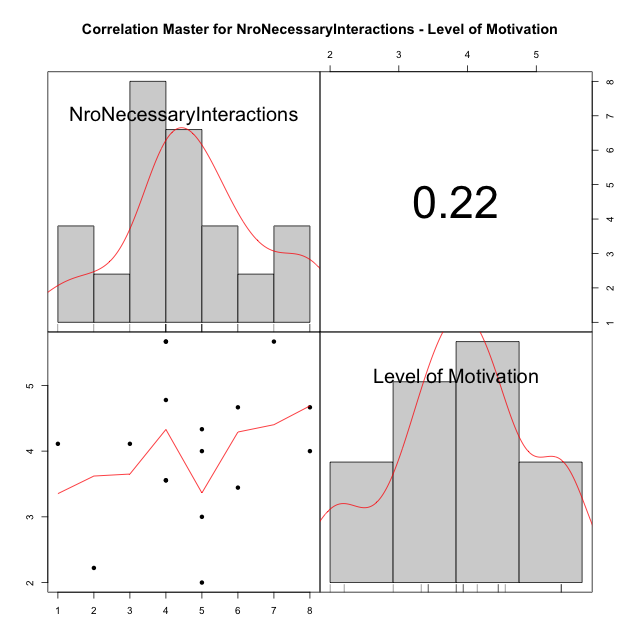 Correlation Master for NroNecessaryInteractions - Level of Motivation
2 3 4 5
NroNecessaryInteractions
0.22
8
7
6
5
4
3
2
1
Level of Motivation
5
4
3
2
1 2 3 4 5 6 7 8